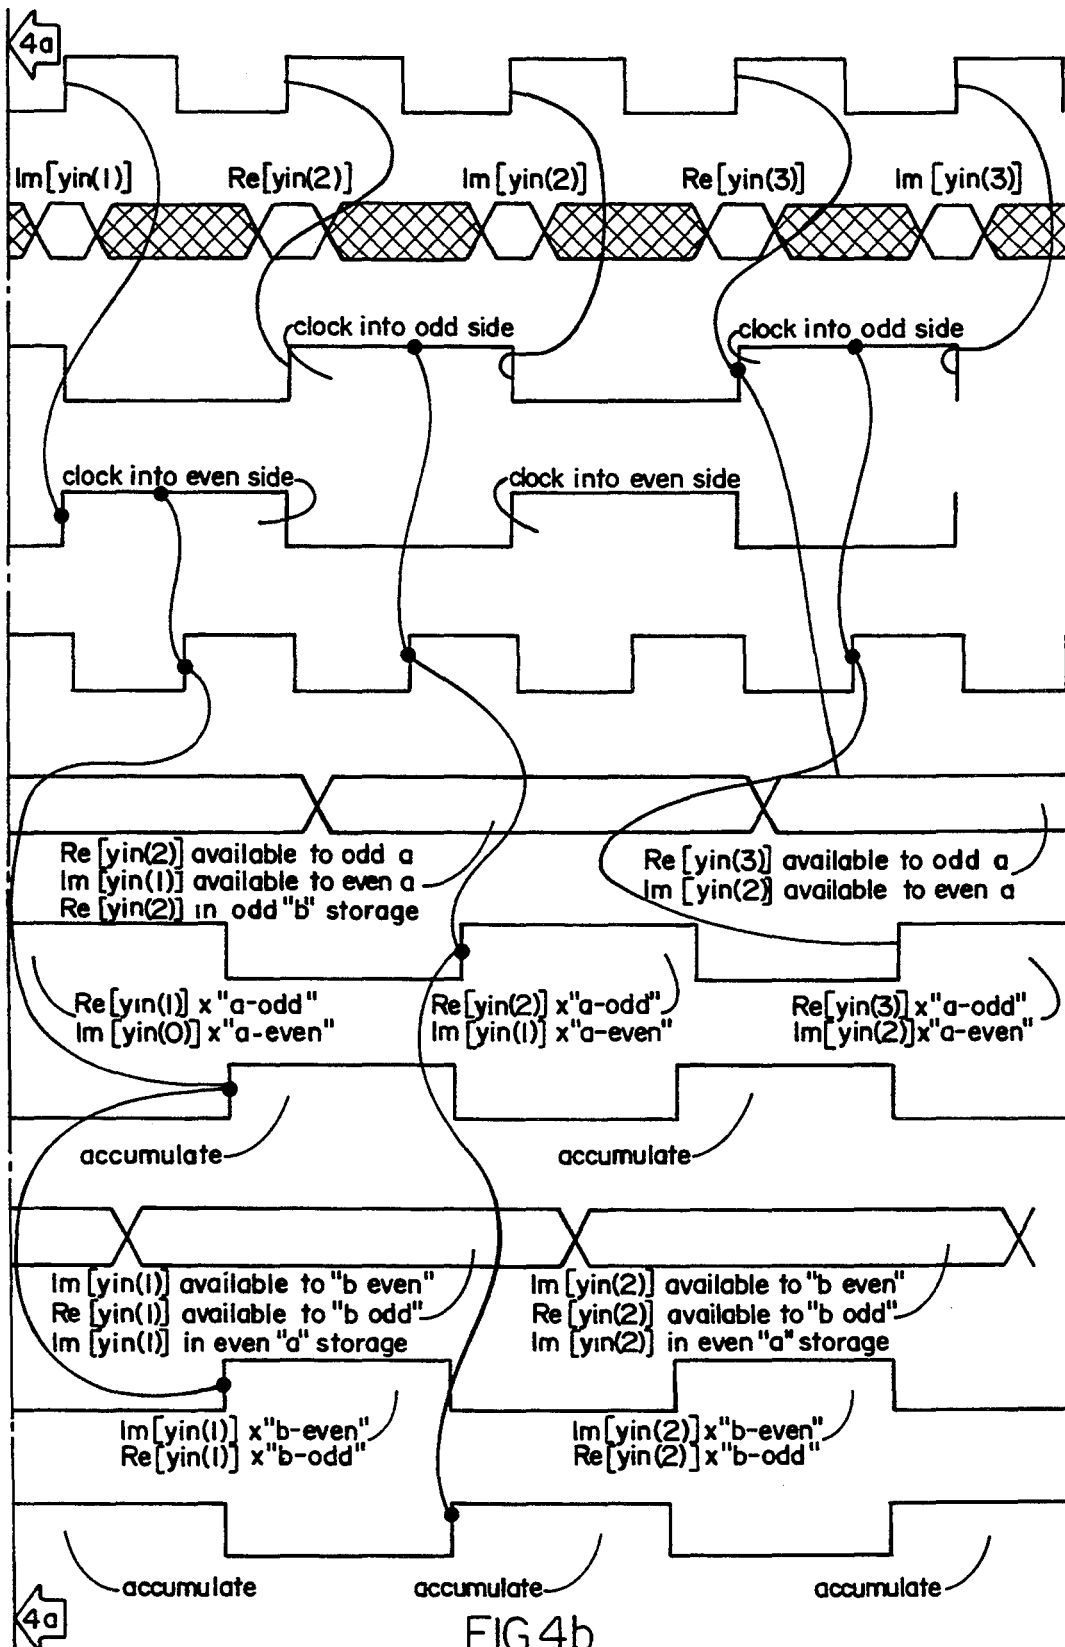 4a
Im[yin(1)] Re[yin(2)] Im[yin(2)] Re[yin(3)] Im [yin(3)]
clock into odd side clock into odd side
clock into even side clock into even side
Re[yin(2)] available to odd a
Im [yin(1)] available to even a
Re[yin(2)] in odd "b" storage
Re[yin(3)] available to odd a
Im [yin(2)] available to even a
Re[yin(1)] x"a-odd"
Im [yin(0)] x"a-even"
Re[yin(2)] x"a-odd"
Im[yin(1)] x"a-even"
Re[yin(3)] x"a-odd"
Im[yin(2)]x"a-even"
accumulate accumulate
Im [yin(1)] available to "b even"
Re [yin(1)] available to "b odd"
Im [yin(1)] in even "a" storage
Im [yin(2)] available to "b even"
Re [yin(2)] available to "b odd"
Im [yin(2)] in even "a" storage
Im[yin(1)] x"b-even"
Re[yin(1)] x"b-odd"
Im[yin(2)]x"b-even"
Re[yin(2)] x"b-odd"
accumulate accumulate accumulate
4a
FIG 4b